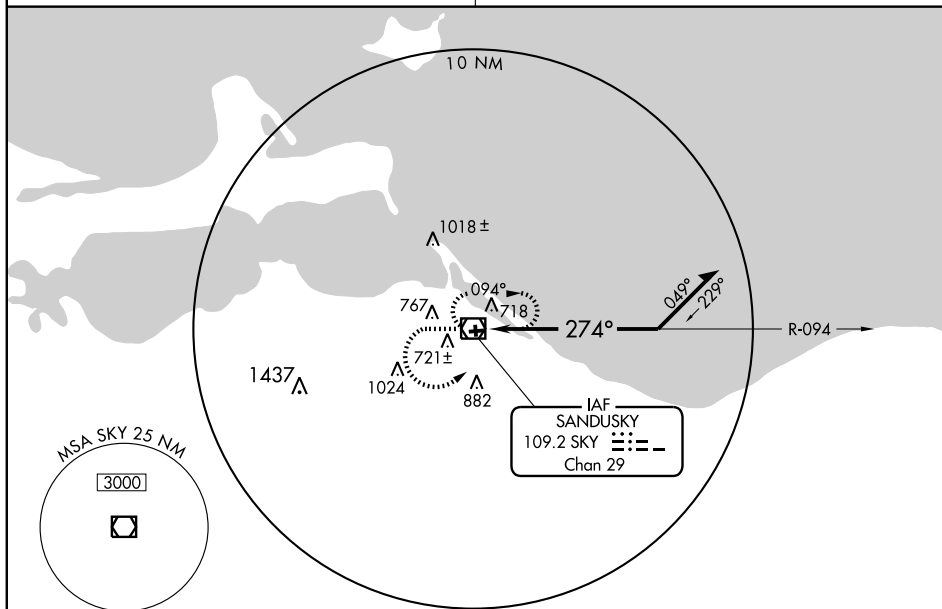 10 NM
1018 ±
094°
049°
229°
767
718
274°
R-094
721±
1437
1024
882
IAF
SANDUSKY
109.2 SKY
Chan 29
MSA SKY 25 NM
3000